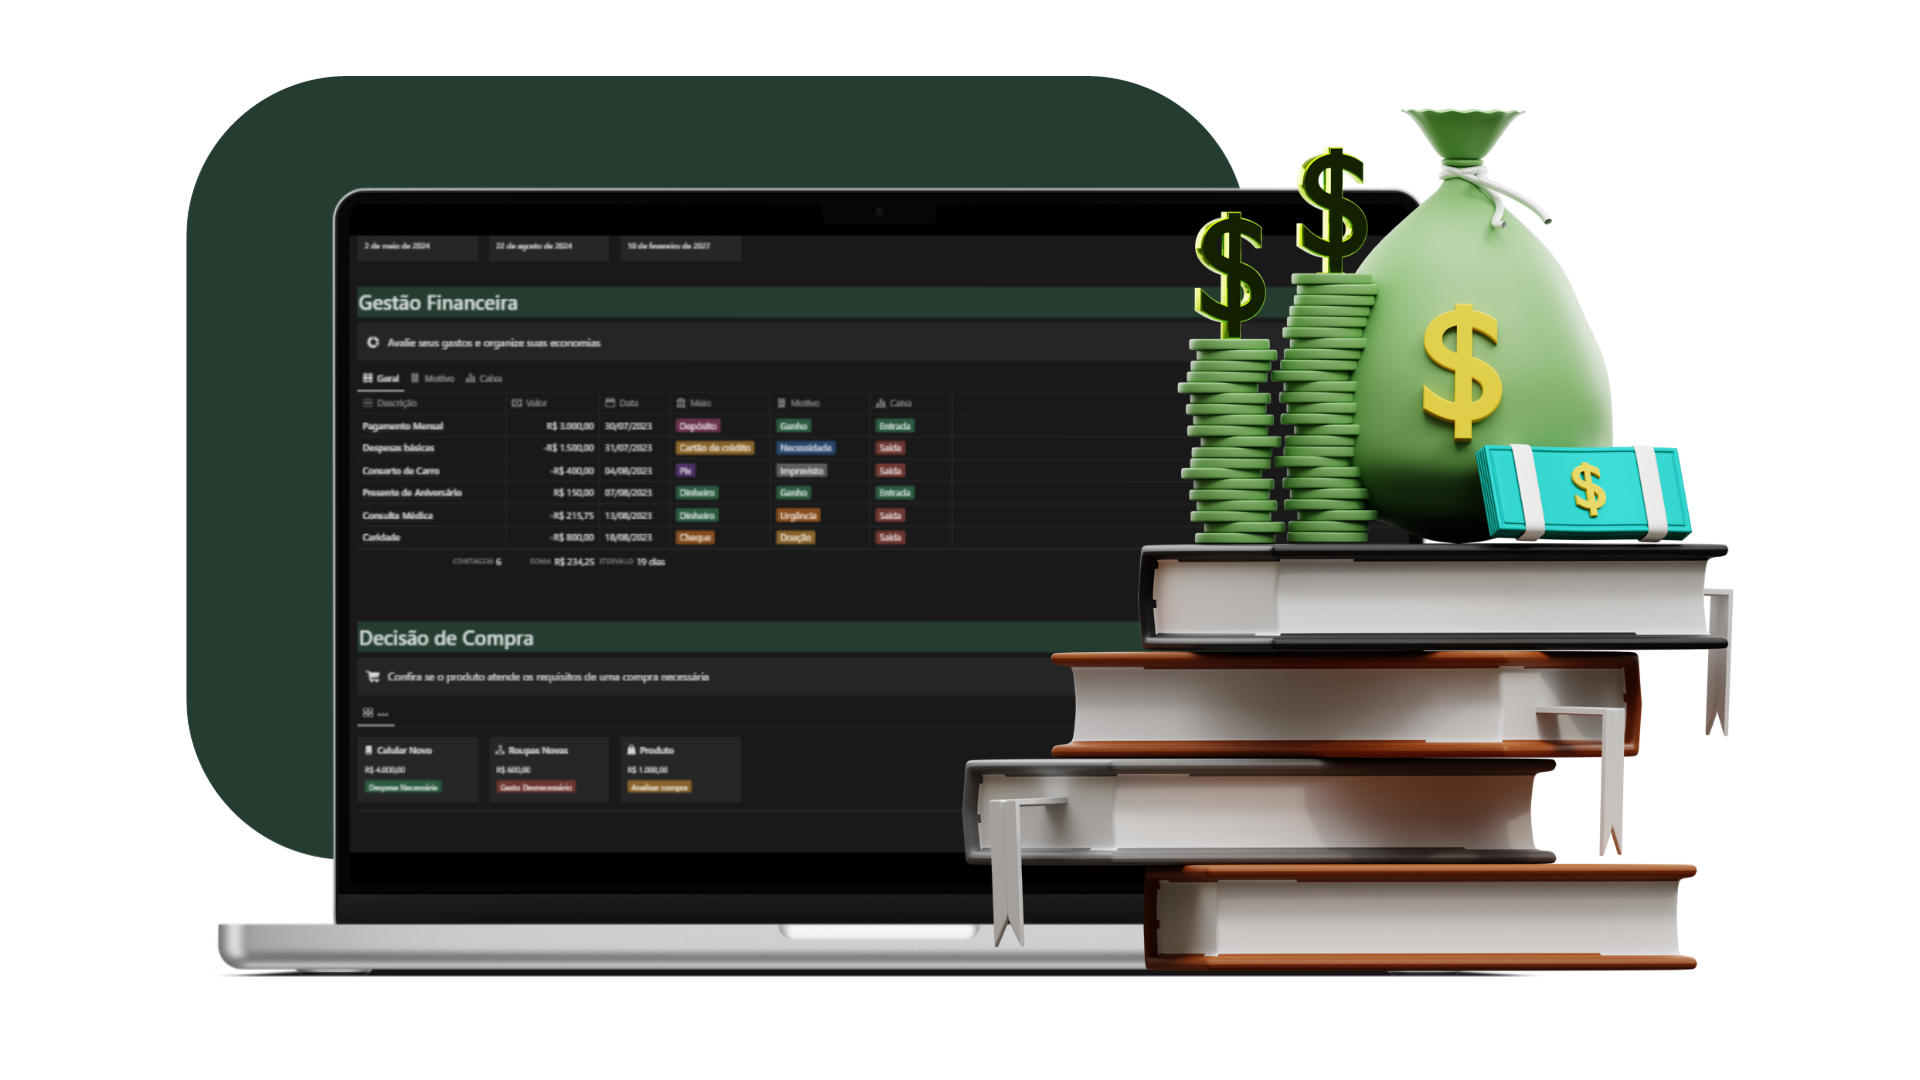 2 de maio de 2024 22 de agosto de 2024 10 de fevereiro de 2027
Gestão Financeira
Avalie seus gastos e organize suas economias
Geral Motivo Caixa
Descrição Valor Data Meio Motivo Caixa
Pagamento Mensal R$ 3.000,00 30/07/2023 Depósito Ganho Entrada
Despesas básicas -R$ 1.500,00 31/07/2023 Cartão de crédito Necessidade Saída
Conserto de Carro -R$ 400,00 04/08/2023 Pix Imprevisto Saída
Presente de Aniversário R$ 150,00 07/08/2023 Dinheiro Ganho Entrada
Consulta Médica -R$ 215,75 13/08/2023 Dinheiro Urgência Saída
Caridade -R$ 800,00 18/08/2023 Cheque Doação Saída
CONTAGEM 6 SOMA R$ 234,25 NTERVALO 19 dias
Decisão de Compra
Confira se o produto atende os requisitos de uma compra necessária
...
Celular Novo Roupas Novas Produto
R$ 4.000,00 R$ 600,00 R$ 1.000,00
Despesa Necessária Gasto Desnecessário Analisar compra
$
$
$
$